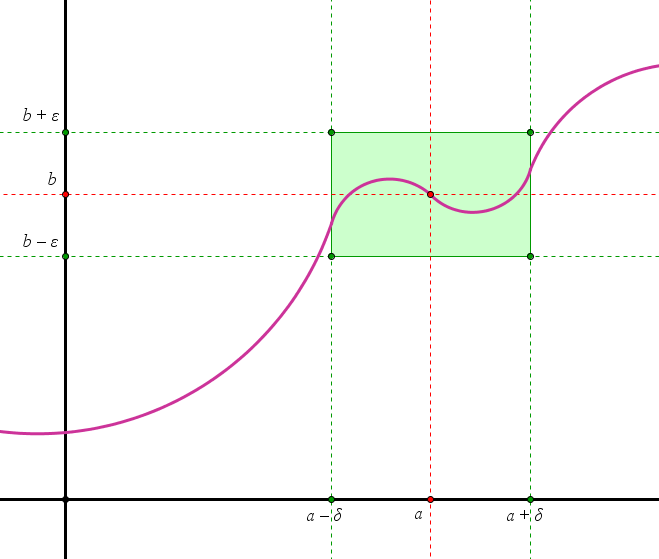 b + ε
b
b − ε
a − δ
a
a + δ